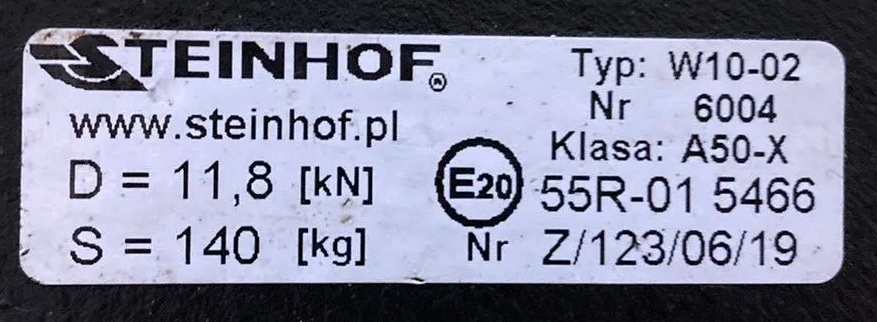 STEINHOF®
www.steinhof.pl
D = 11,8 [kN]
S = 140 [kg]
Typ: W10-02
Nr 6004
Klasa: A50-X
E20 55R-01 5466
Nr Z/123/06/19